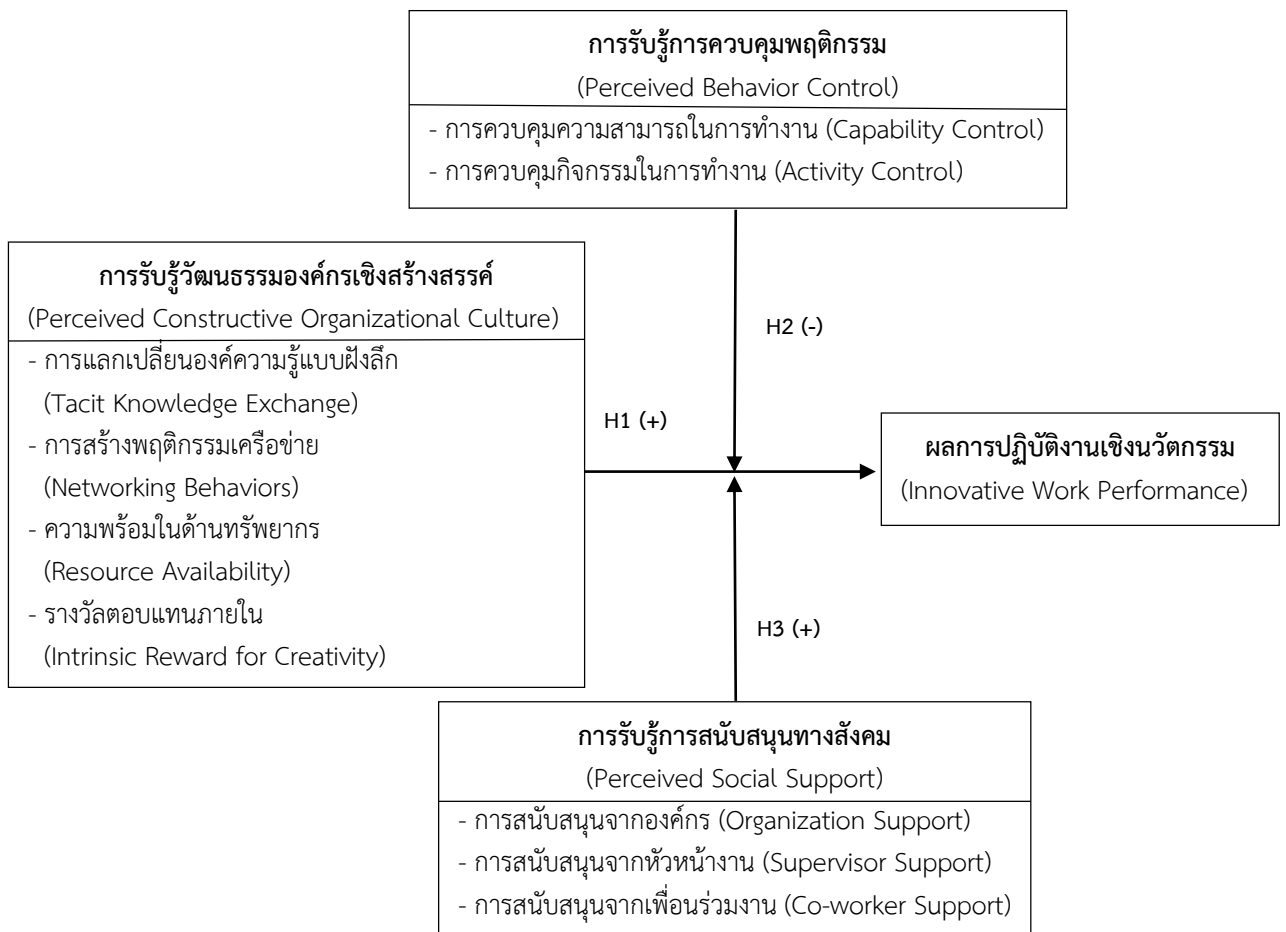 การรับรู้การควบคุมพฤติกรรม
(Perceived Behavior Control)
- การควบคุมความสามารถในการทำงาน (Capability Control)
- การควบคุมกิจกรรมในการทำงาน (Activity Control)
การรับรู้วัฒนธรรมองค์กรเชิงสร้างสรรค์
(Perceived Constructive Organizational Culture)
- การแลกเปลี่ยนองค์ความรู้แบบฝังลึก
(Tacit Knowledge Exchange)
- การสร้างพฤติกรรมเครือข่าย
(Networking Behaviors)
- ความพร้อมในด้านทรัพยากร
(Resource Availability)
- รางวัลตอบแทนภายใน
(Intrinsic Reward for Creativity)
H2 (-)
H1 (+)
ผลการปฏิบัติงานเชิงนวัตกรรม
(Innovative Work Performance)
H3 (+)
การรับรู้การสนับสนุนทางสังคม
(Perceived Social Support)
- การสนับสนุนจากองค์กร (Organization Support)
- การสนับสนุนจากหัวหน้างาน (Supervisor Support)
- การสนับสนุนจากเพื่อนร่วมงาน (Co-worker Support)